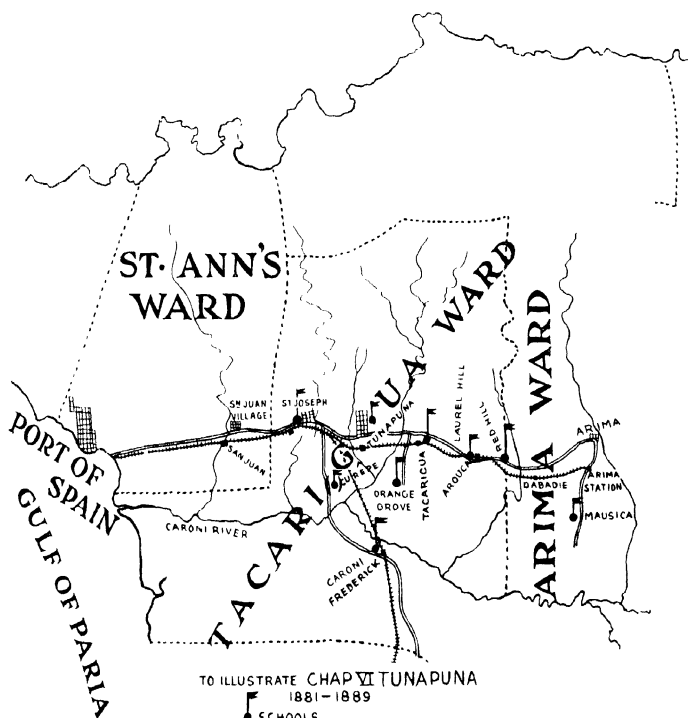 ST. ANN'S
WARD
TACARIGUA WARD
ARIMA WARD
PORT OF
SPAIN
GULF OF PARIA
SN JUAN
VILLAGE
ST JOSEPH
SAN JUAN
CUREPE
TUNAPUNA
ORANGE
GROVE
TACARIGUA
LAUREL HILL
AROUCA
RED HILL
DABADIE
ARIMA
ARIMA
STATION
MAUSICA
CARONI RIVER
CARONI
FREDERICK
TO ILLUSTRATE CHAP VI TUNAPUNA
1881-1889
SCHOOLS